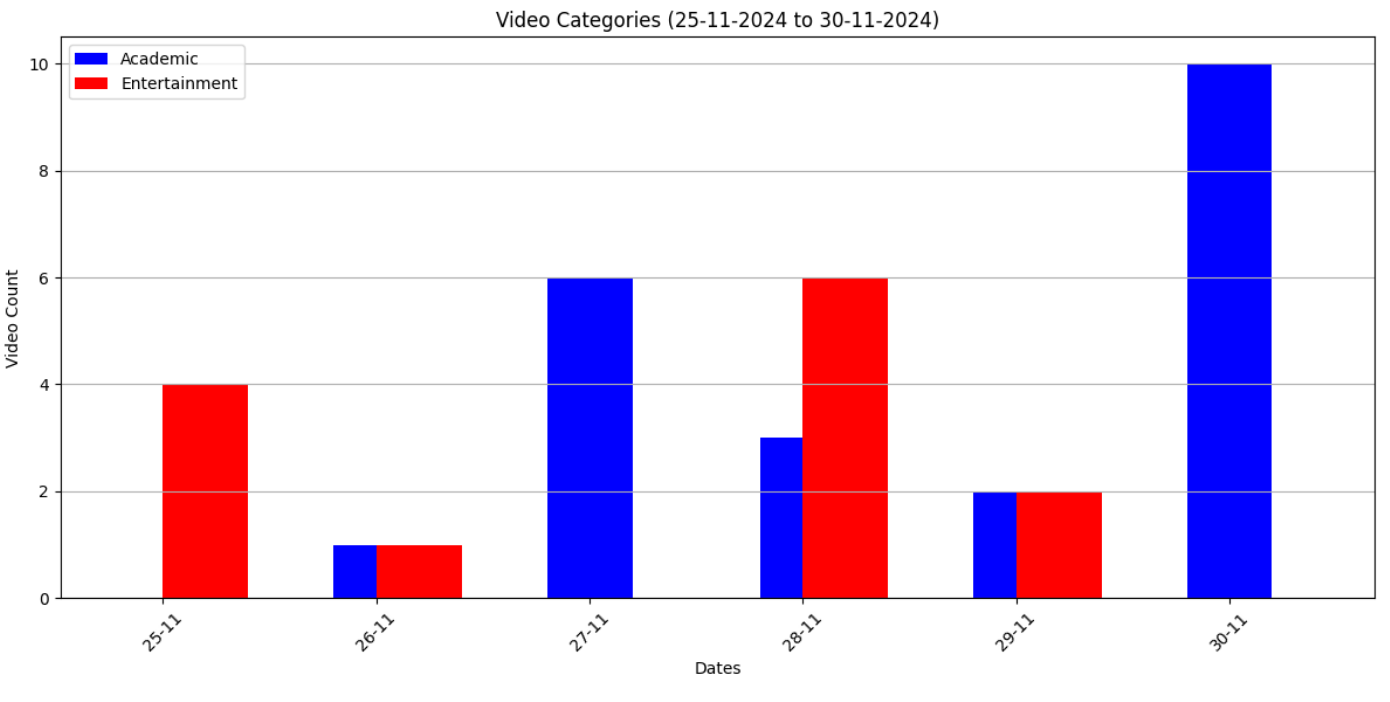 Video Categories (25-11-2024 to 30-11-2024)
Academic
Entertainment
Video Count
10
8
6
4
2
0
25-11
26-11
27-11
28-11
29-11
30-11
Dates